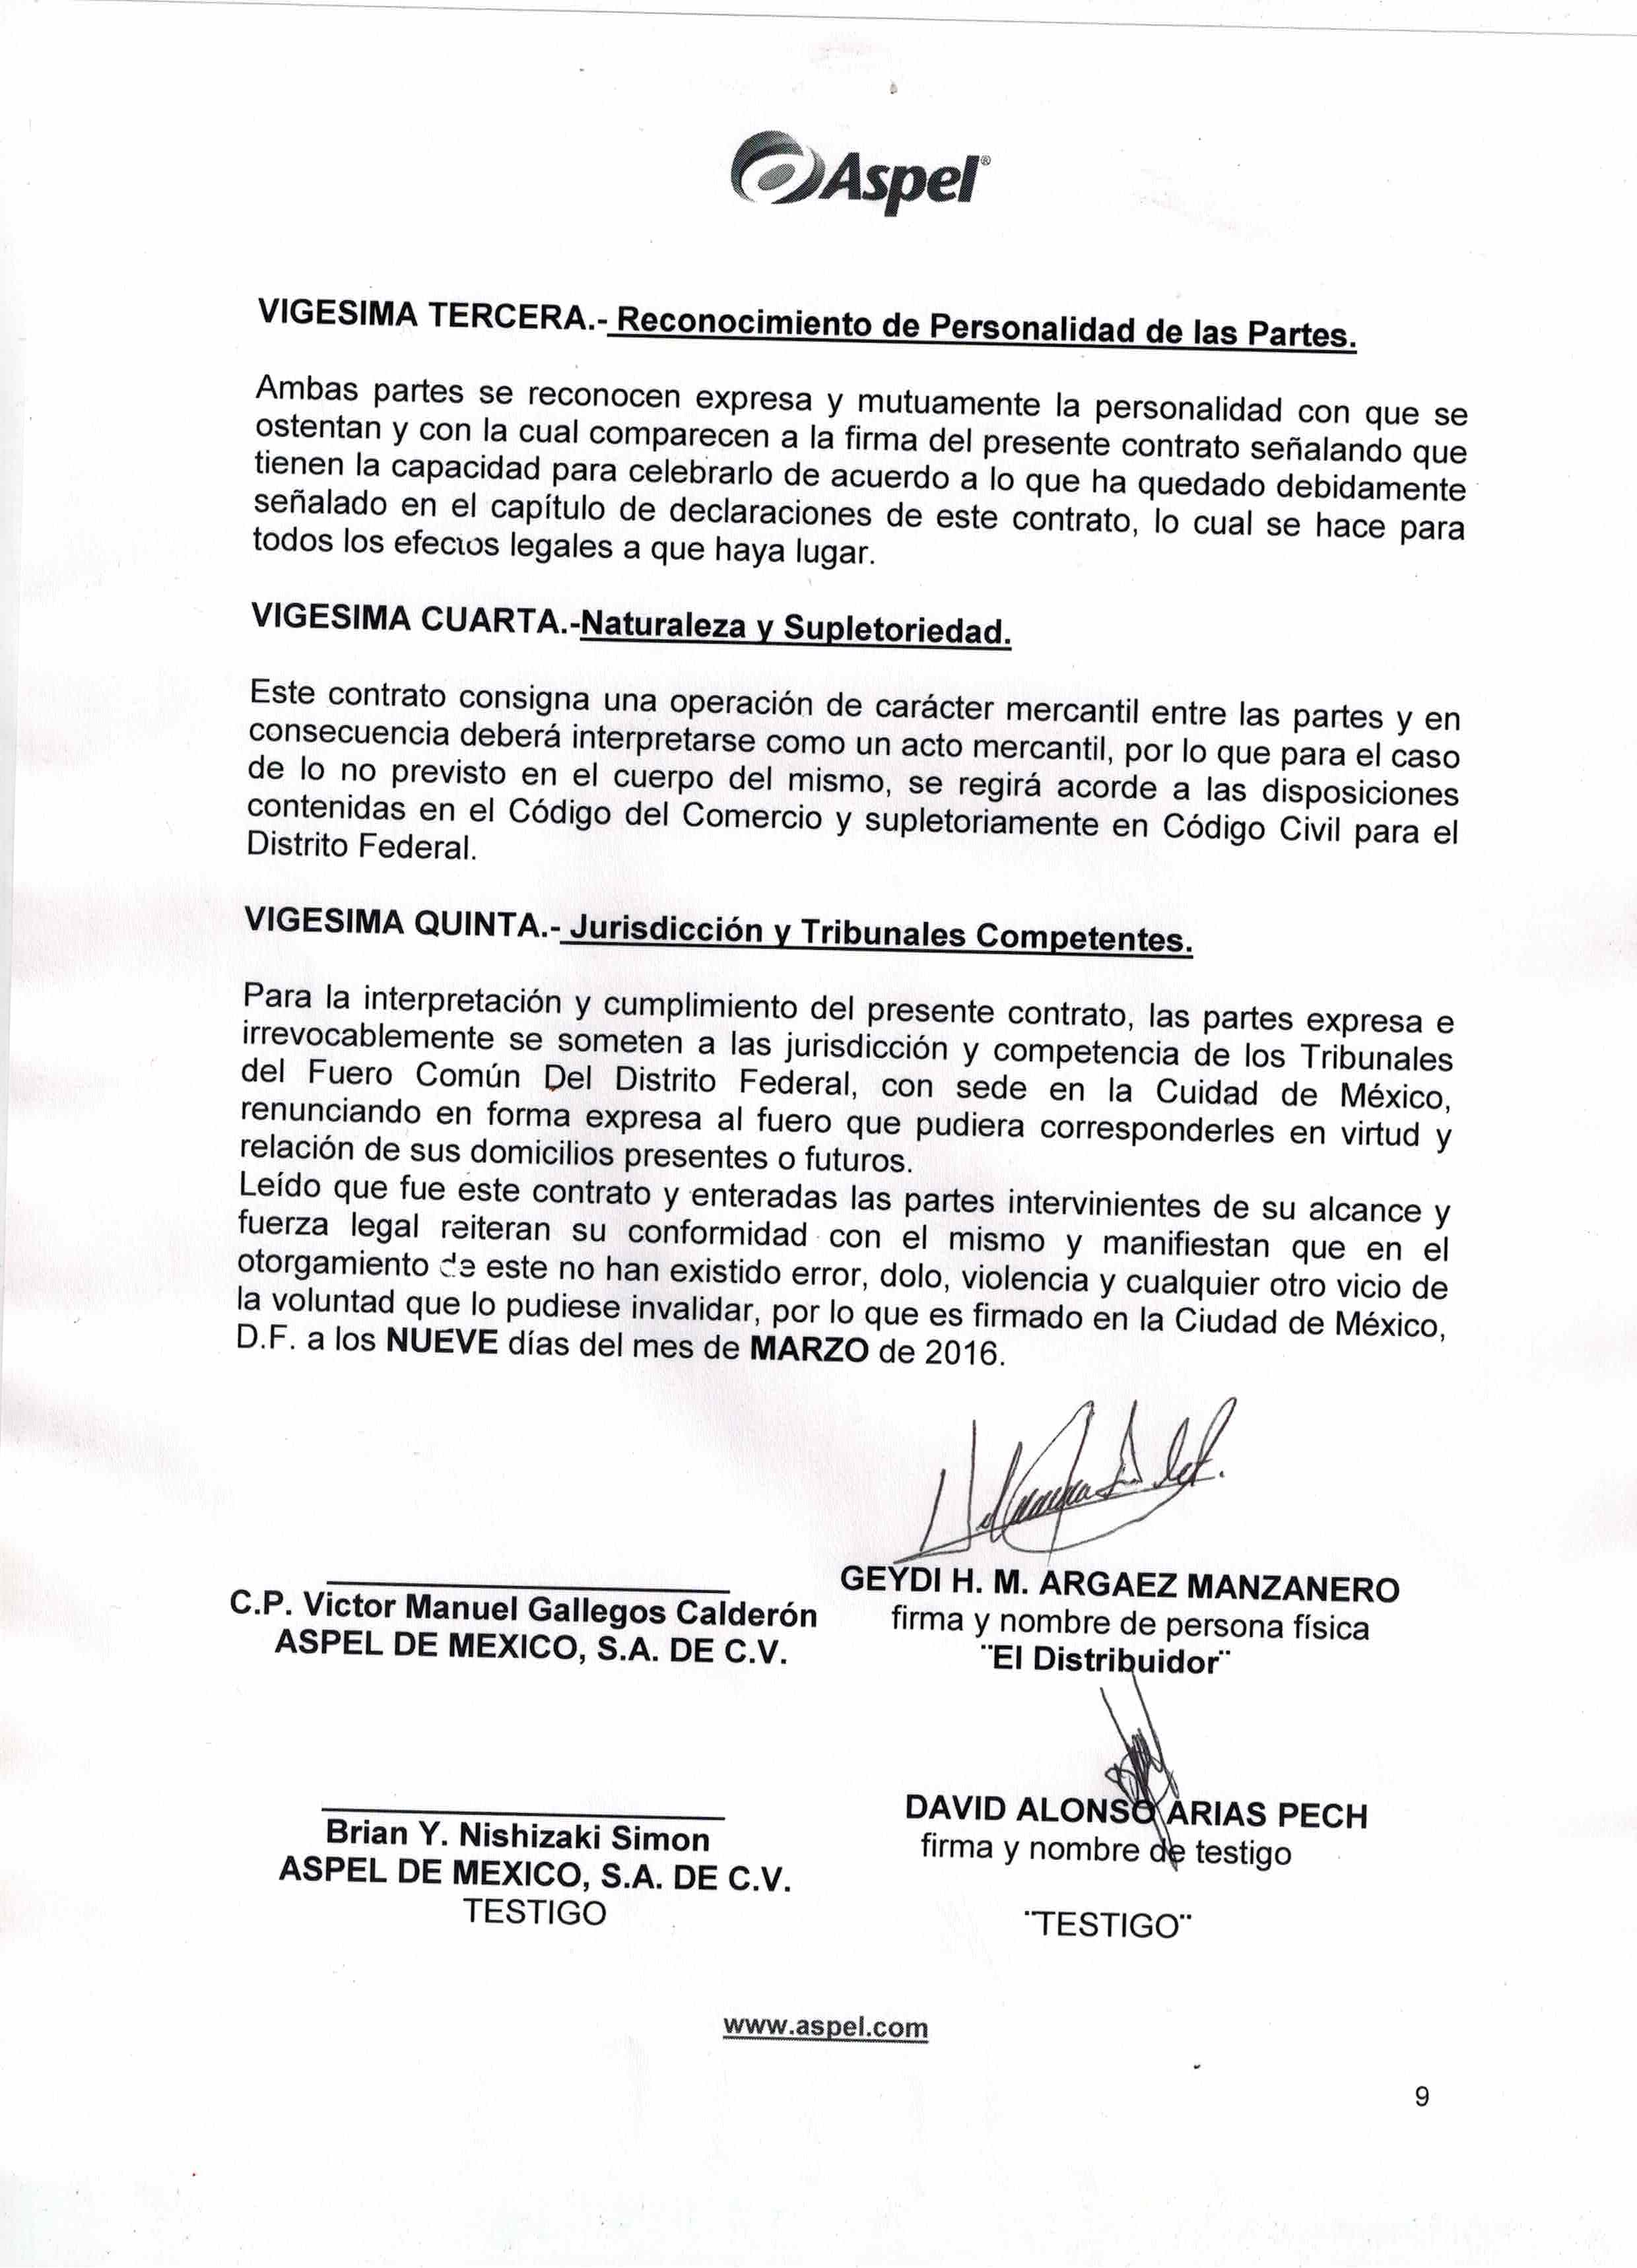 Aspel®
VIGESIMA TERCERA.- Reconocimiento de Personalidad de las Partes.
Ambas partes se reconocen expresa y mutuamente la personalidad con que se
ostentan y con la cual comparecen a la firma del presente contrato señalando que
tienen la capacidad para celebrarlo de acuerdo a lo que ha quedado debidamente
señalado en el capítulo de declaraciones de este contrato, lo cual se hace para
todos los efectos legales a que haya lugar.
VIGESIMA CUARTA.-Naturaleza y Supletoriedad.
Este contrato consigna una operación de carácter mercantil entre las partes y en
consecuencia deberá interpretarse como un acto mercantil, por lo que para el caso
de lo no previsto en el cuerpo del mismo, se regirá acorde a las disposiciones
contenidas en el Código del Comercio y supletoriamente en Código Civil para el
Distrito Federal.
VIGESIMA QUINTA.- Jurisdicción y Tribunales Competentes.
Para la interpretación y cumplimiento del presente contrato, las partes expresa e
irrevocablemente se someten a las jurisdicción y competencia de los Tribunales
del Fuero Común Del Distrito Federal, con sede en la Cuidad de México,
renunciando en forma expresa al fuero que pudiera corresponderles en virtud y
relación de sus domicilios presentes o futuros.
Leído que fue este contrato y enteradas las partes intervinientes de su alcance y
fuerza legal reiteran su conformidad con el mismo y manifiestan que en el
otorgamiento de este no han existido error, dolo, violencia y cualquier otro vicio de
la voluntad que lo pudiese invalidar, por lo que es firmado en la Ciudad de México,
D.F. a los NUEVE días del mes de MARZO de 2016.
C.P. Victor Manuel Gallegos Calderón
ASPEL DE MEXICO, S.A. DE C.V.
GEYDI H. M. ARGAEZ MANZANERO
firma y nombre de persona física
¨El Distribuidor¨
Brian Y. Nishizaki Simon
ASPEL DE MEXICO, S.A. DE C.V.
TESTIGO
DAVID ALONSO ARIAS PECH
firma y nombre de testigo
¨TESTIGO¨
www.aspel.com
9